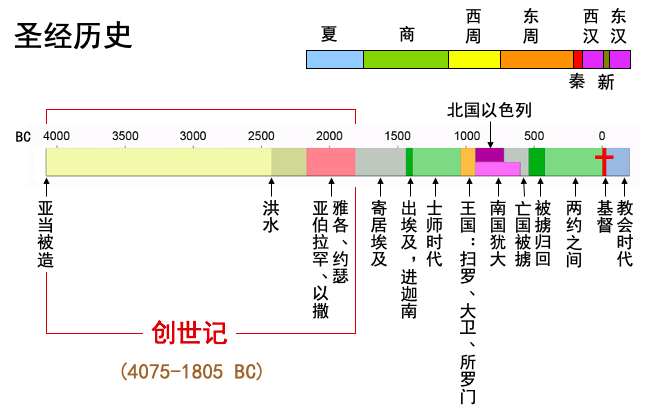 圣经历史
夏
商
西周
东周
秦
西汉
新
东汉
北国以色列
BC
4000
3500
3000
2500
2000
1500
1000
500
0
亚当被造
洪水
亚伯拉罕、以撒
雅各、约瑟
寄居埃及
出埃及，进迦南
士师时代
王国：扫罗、大卫、所罗门
南国犹大
亡国被掳
被掳归回
两约之间
基督
教会时代
创世记
(4075-1805 BC)